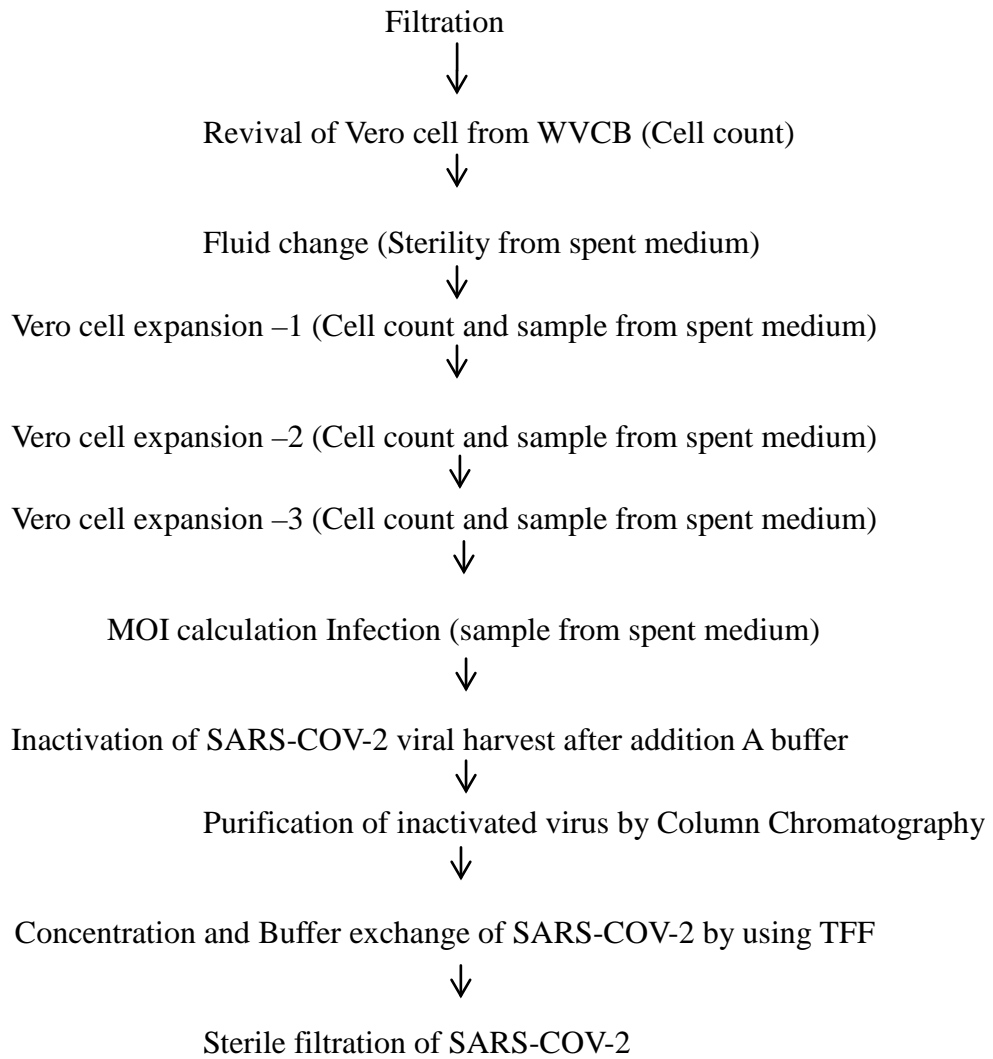 Filtration
Revival of Vero cell from WVCB (Cell count)
Fluid change (Sterility from spent medium)
Vero cell expansion –1 (Cell count and sample from spent medium)
Vero cell expansion –2 (Cell count and sample from spent medium)
Vero cell expansion –3 (Cell count and sample from spent medium)
MOI calculation Infection (sample from spent medium)
Inactivation of SARS-COV-2 viral harvest after addition A buffer
Purification of inactivated virus by Column Chromatography
Concentration and Buffer exchange of SARS-COV-2 by using TFF
Sterile filtration of SARS-COV-2